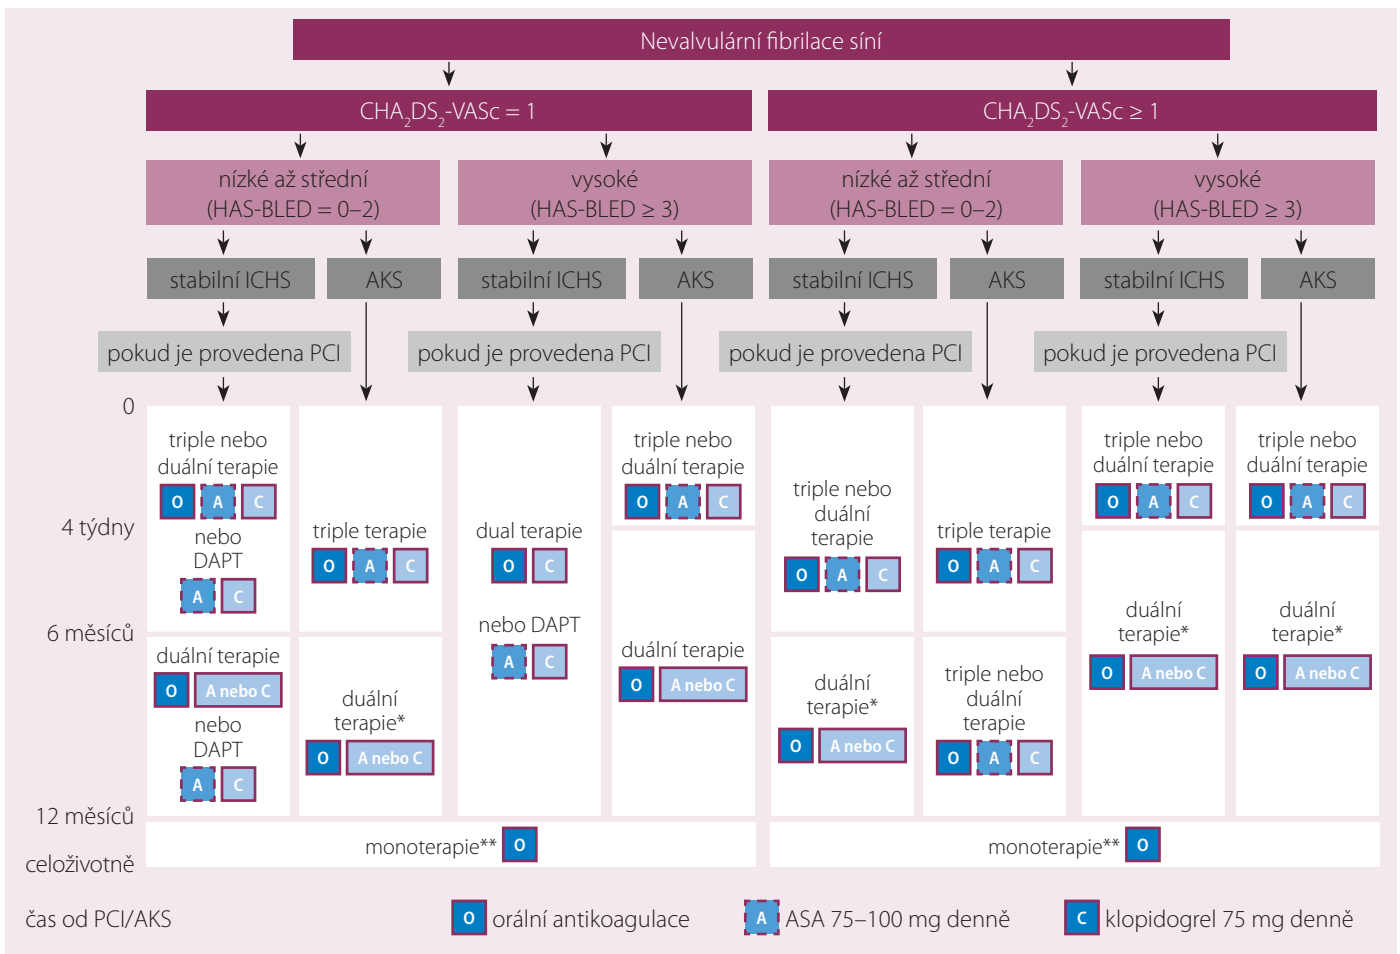 Nevalvulární fibrilace síní
CHA₂DS₂-VASc = 1
CHA₂DS₂-VASc ≥ 1
nízké až střední
(HAS-BLED = 0–2)
vysoké
(HAS-BLED ≥ 3)
nízké až střední
(HAS-BLED = 0–2)
vysoké
(HAS-BLED ≥ 3)
stabilní ICHS
AKS
stabilní ICHS
AKS
stabilní ICHS
AKS
stabilní ICHS
AKS
pokud je provedena PCI
pokud je provedena PCI
pokud je provedena PCI
pokud je provedena PCI
0
4 týdny
6 měsíců
12 měsíců
celoživotně
triple nebo
duální terapie
O A C
nebo
DAPT
A C
duální terapie
O A nebo C
nebo
DAPT
A C
triple terapie
O A C
duální
terapie*
O A nebo C
dual terapie
O C
nebo DAPT
A C
triple nebo
duální terapie
O A C
duální terapie
O A nebo C
triple nebo
duální
terapie
O A C
duální
terapie*
O A nebo C
triple terapie
O A C
triple nebo
duální
terapie
O A C
triple nebo
duální terapie
O A C
duální
terapie*
O A nebo C
triple nebo
duální terapie
O A C
duální
terapie*
O A nebo C
monoterapie** O
monoterapie** O
čas od PCI/AKS
O orální antikoagulace
A ASA 75–100 mg denně
C klopidogrel 75 mg denně